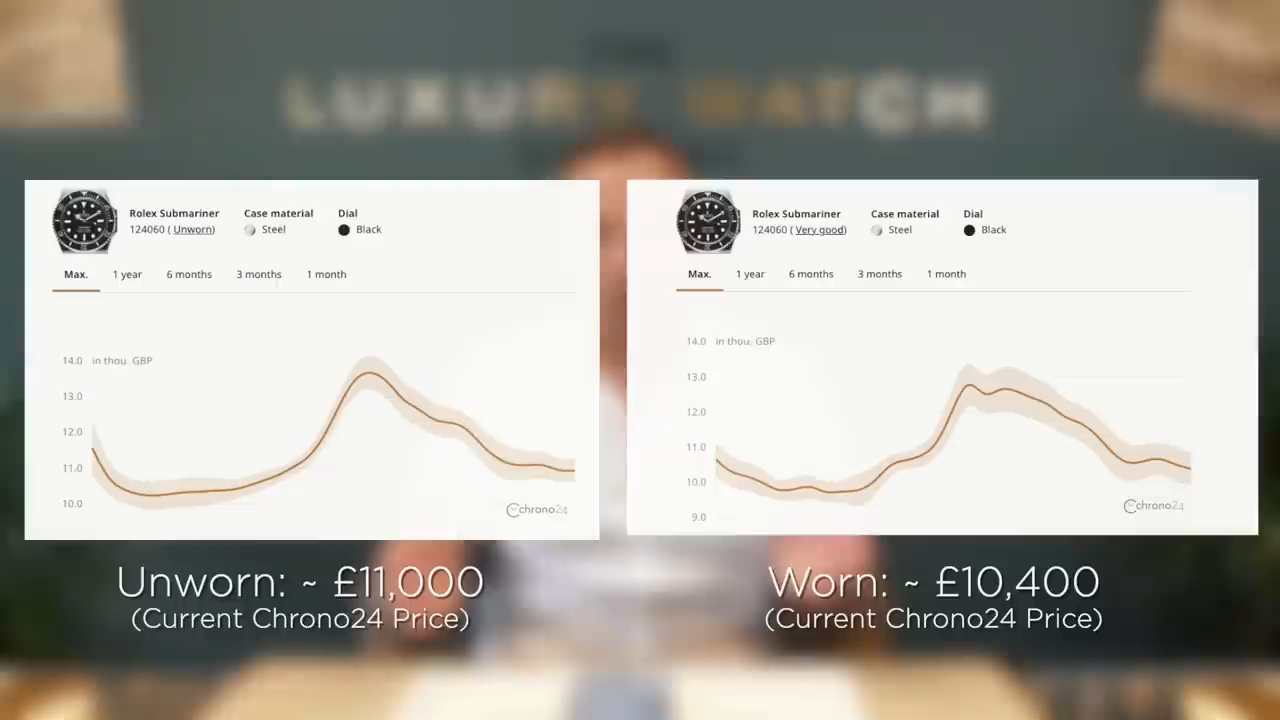 LUXURY WATCH
Rolex Submariner Case material Dial
124060 ( Unworn) Steel Black
Max. 1 year 6 months 3 months 1 month
14.0 in thou. GBP
13.0
12.0
11.0
10.0
chrono24
Unworn: ~ £11,000
(Current Chrono24 Price)
Rolex Submariner Case material Dial
124060 ( Very good) Steel Black
Max. 1 year 6 months 3 months 1 month
14.0 in thou. GBP
13.0
12.0
11.0
10.0
9.0
chrono24
Worn: ~ £10,400
(Current Chrono24 Price)